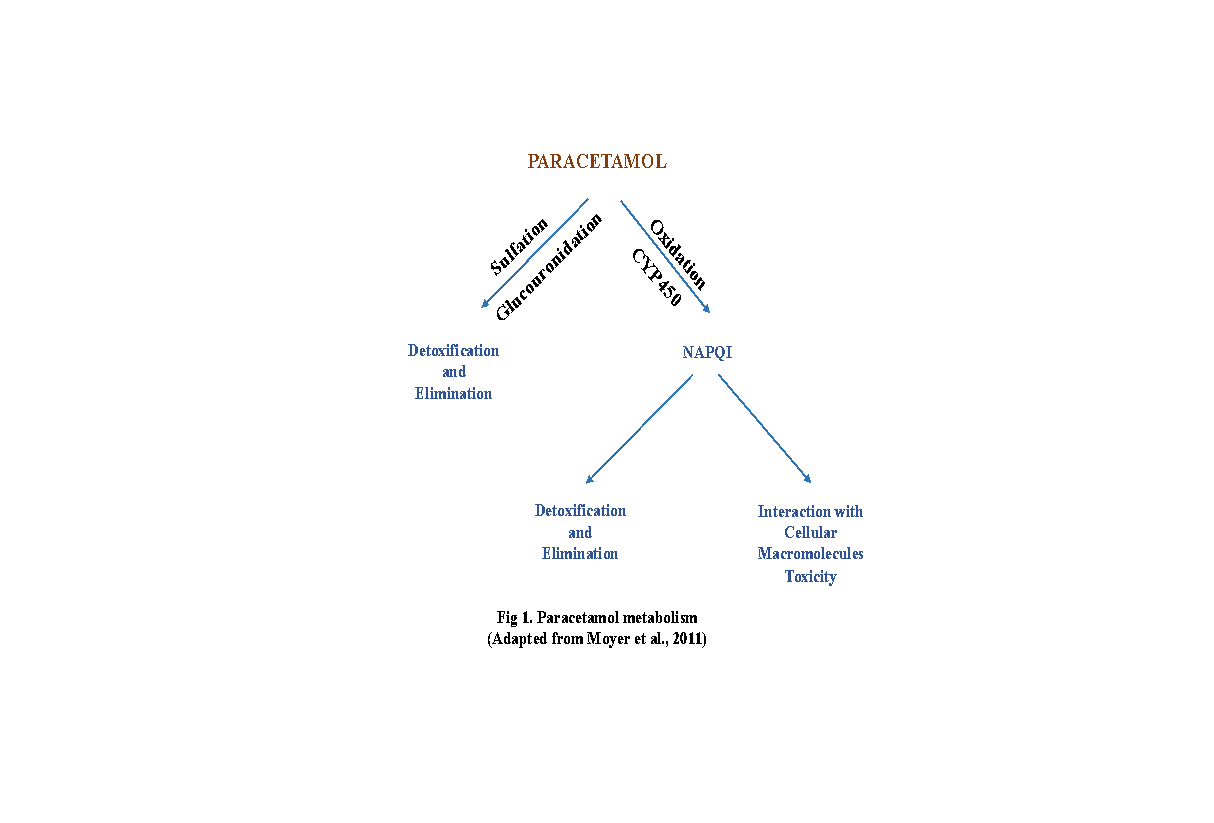 PARACETAMOL
Sulfation
Glucouronidation
Oxidation
CYP450
Detoxification
and
Elimination
NAPQI
Detoxification
and
Elimination
Interaction with
Cellular
Macromolecules
Toxicity
Fig 1. Paracetamol metabolism
(Adapted from Moyer et al., 2011)